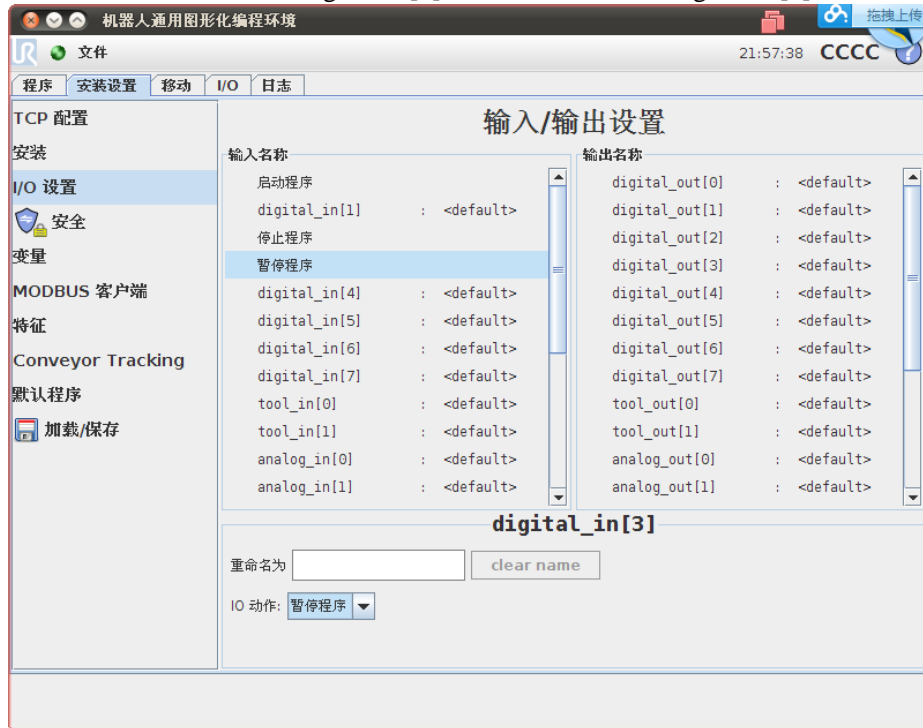 机器人通用图形化编程环境
拖拽上传
文件
21:57:38 CCCC ?
程序 安装设置 移动 I/O 日志
TCP 配置
安装
I/O 设置
安全
变量
MODBUS 客户端
特征
Conveyor Tracking
默认程序
加载/保存
输入/输出设置
输入名称
启动程序
digital_in[1] : <default>
停止程序
暂停程序
digital_in[4] : <default>
digital_in[5] : <default>
digital_in[6] : <default>
digital_in[7] : <default>
tool_in[0] : <default>
tool_in[1] : <default>
analog_in[0] : <default>
analog_in[1] : <default>
输出名称
digital_out[0] : <default>
digital_out[1] : <default>
digital_out[2] : <default>
digital_out[3] : <default>
digital_out[4] : <default>
digital_out[5] : <default>
digital_out[6] : <default>
digital_out[7] : <default>
tool_out[0] : <default>
tool_out[1] : <default>
analog_out[0] : <default>
analog_out[1] : <default>
digital_in[3]
重命名为 clear name
IO 动作: 暂停程序